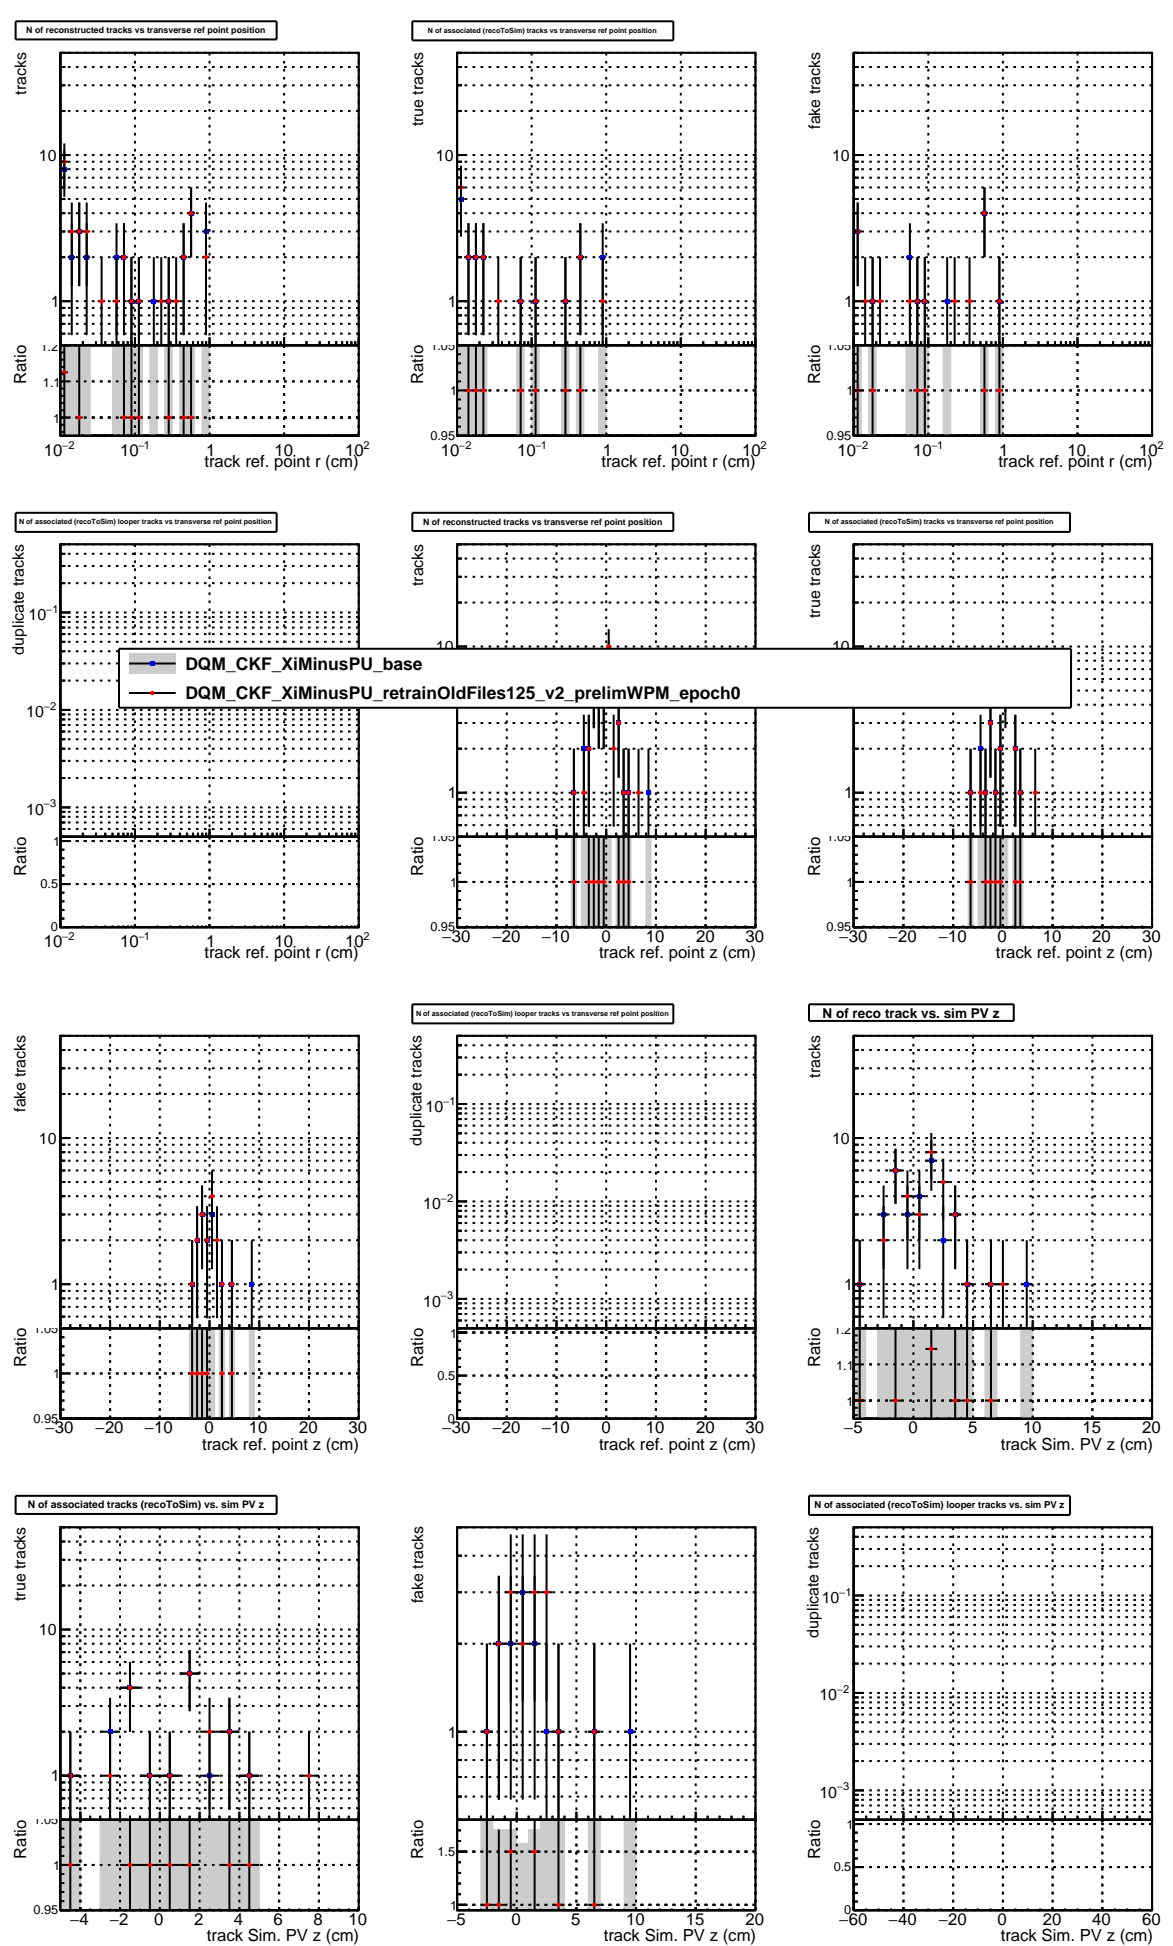 N of reconstructed tracks vs transverse ref point position
N of associated (recoToSim) tracks vs transverse ref point position
tracks
true tracks
fake tracks
10
1
10
1
10
1
Ratio
1.2
1.1
1
Ratio
1.05
1
0.95
Ratio
1.05
1
0.95
10−2 10−1 1 10 102
10−2 10−1 1 10 102
10−2 10−1 1 10 102
track ref. point r (cm)
track ref. point r (cm)
track ref. point r (cm)
N of associated (recoToSim) looper tracks vs transverse ref point position
N of reconstructed tracks vs transverse ref point position
N of associated (recoToSim) tracks vs transverse ref point position
duplicate tracks
tracks
true tracks
10−1
10−2
10−3
10
1
1
DQM_CKF_XiMinusPU_base
DQM_CKF_XiMinusPU_retrainOldFiles125_v2_prelimWPM_epoch0
Ratio
1
0.5
0
Ratio
1.05
1
0.95
Ratio
1.05
1
0.95
10−2 10−1 1 10 102
−30 −20 −10 0 10 20 30
−30 −20 −10 0 10 20 30
track ref. point r (cm)
track ref. point z (cm)
track ref. point z (cm)
N of associated (recoToSim) looper tracks vs transverse ref point position
N of reco track vs. sim PV z
fake tracks
duplicate tracks
tracks
10
1
10−1
10−2
10−3
10
1
Ratio
1.05
1
0.95
Ratio
1
0.5
0
Ratio
1.2
1.1
1
−30 −20 −10 0 10 20 30
−30 −20 −10 0 10 20 30
−5 0 5 10 15 20
track ref. point z (cm)
track ref. point z (cm)
track Sim. PV z (cm)
N of associated tracks (recoToSim) vs. sim PV z
N of associated (recoToSim) looper tracks vs. sim PV z
true tracks
fake tracks
duplicate tracks
10
1
1
10−1
10−2
10−3
Ratio
1.05
1
0.95
Ratio
1.5
1
Ratio
1
0.5
0
−4 −2 0 2 4 6 8 10
−5 0 5 10 15 20
−60 −40 −20 0 20 40 60
track Sim. PV z (cm)
track Sim. PV z (cm)
track Sim. PV z (cm)